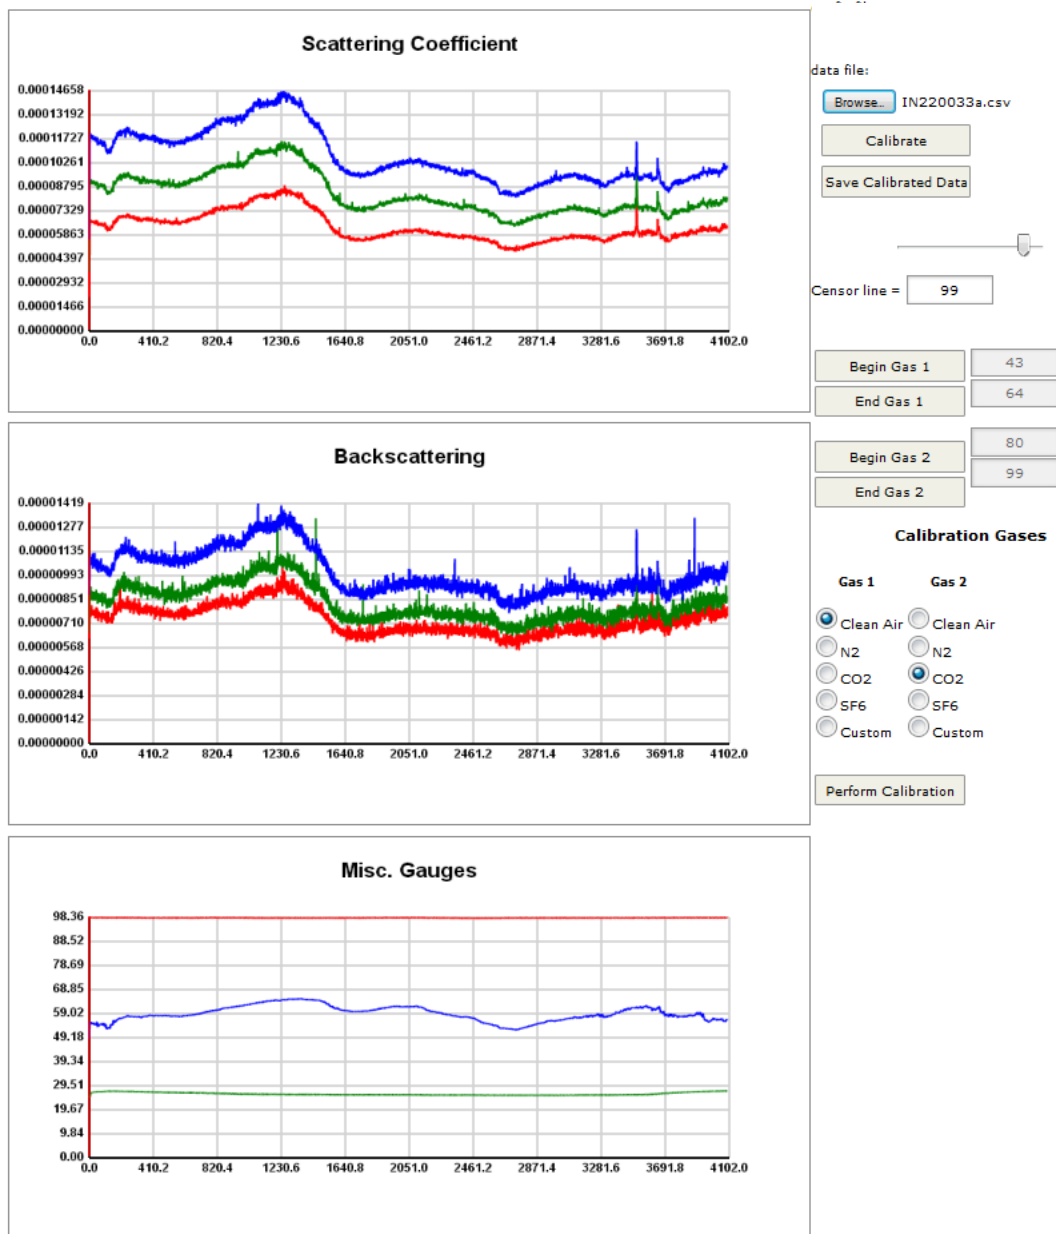 Scattering Coefficient
0.00014658
0.00013192
0.00011727
0.00010261
0.00008795
0.00007329
0.00005863
0.00004397
0.00002932
0.00001466
0.00000000
0.0 410.2 820.4 1230.6 1640.8 2051.0 2461.2 2871.4 3281.6 3691.8 4102.0
data file:
Browse... IN220033a.csv
Calibrate
Save Calibrated Data
Censor line = 99
Begin Gas 1 43
End Gas 1 64
Begin Gas 2 80
End Gas 2 99
Calibration Gases
Gas 1 Gas 2
Clean Air Clean Air
N2 N2
CO2 CO2
SF6 SF6
Custom Custom
Perform Calibration
Backscattering
0.00001419
0.00001277
0.00001135
0.00000993
0.00000851
0.00000710
0.00000568
0.00000426
0.00000284
0.00000142
0.00000000
0.0 410.2 820.4 1230.6 1640.8 2051.0 2461.2 2871.4 3281.6 3691.8 4102.0
Misc. Gauges
98.36
88.52
78.69
68.85
59.02
49.18
39.34
29.51
19.67
9.84
0.00
0.0 410.2 820.4 1230.6 1640.8 2051.0 2461.2 2871.4 3281.6 3691.8 4102.0